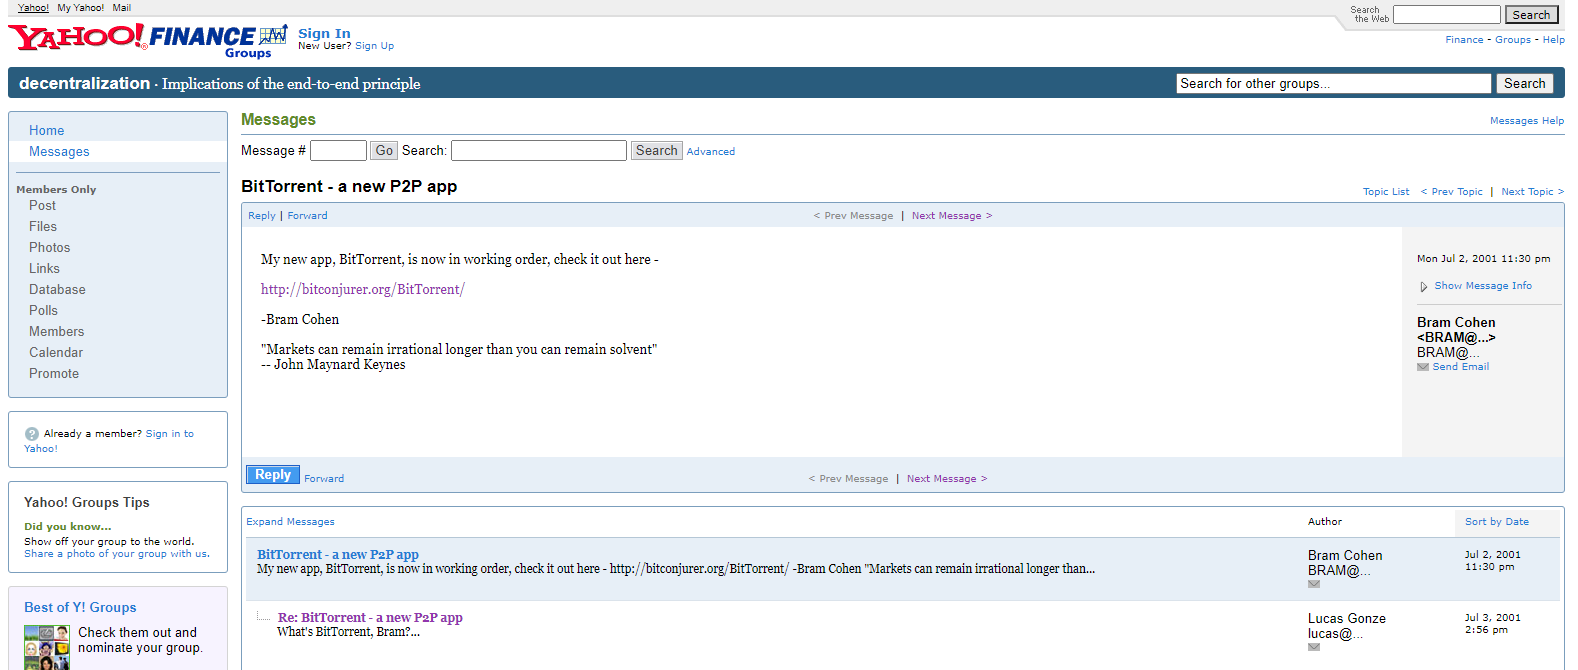 Yahoo! My Yahoo! Mail
Search the Web
Search
YAHOO! FINANCE Groups
Sign In
New User? Sign Up
Finance - Groups - Help
decentralization · Implications of the end-to-end principle
Search for other groups...
Search
Home
Messages
Members Only
Post
Files
Photos
Links
Database
Polls
Members
Calendar
Promote
Already a member? Sign in to
Yahoo!
Yahoo! Groups Tips
Did you know...
Show off your group to the world.
Share a photo of your group with us.
Best of Y! Groups
Check them out and
nominate your group.
Messages
Messages Help
Message # Go Search: Search Advanced
BitTorrent - a new P2P app
Topic List < Prev Topic | Next Topic >
Reply | Forward
< Prev Message | Next Message >
My new app, BitTorrent, is now in working order, check it out here -
http://bitconjurer.org/BitTorrent/
-Bram Cohen
"Markets can remain irrational longer than you can remain solvent"
-- John Maynard Keynes
Mon Jul 2, 2001 11:30 pm
Show Message Info
Bram Cohen
<BRAM@...>
BRAM@...
Send Email
Reply Forward
< Prev Message | Next Message >
Expand Messages
Author
Sort by Date
BitTorrent - a new P2P app
My new app, BitTorrent, is now in working order, check it out here - http://bitconjurer.org/BitTorrent/ -Bram Cohen "Markets can remain irrational longer than...
Bram Cohen
BRAM@...
Jul 2, 2001
11:30 pm
Re: BitTorrent - a new P2P app
What's BitTorrent, Bram?...
Lucas Gonze
lucas@...
Jul 3, 2001
2:56 pm